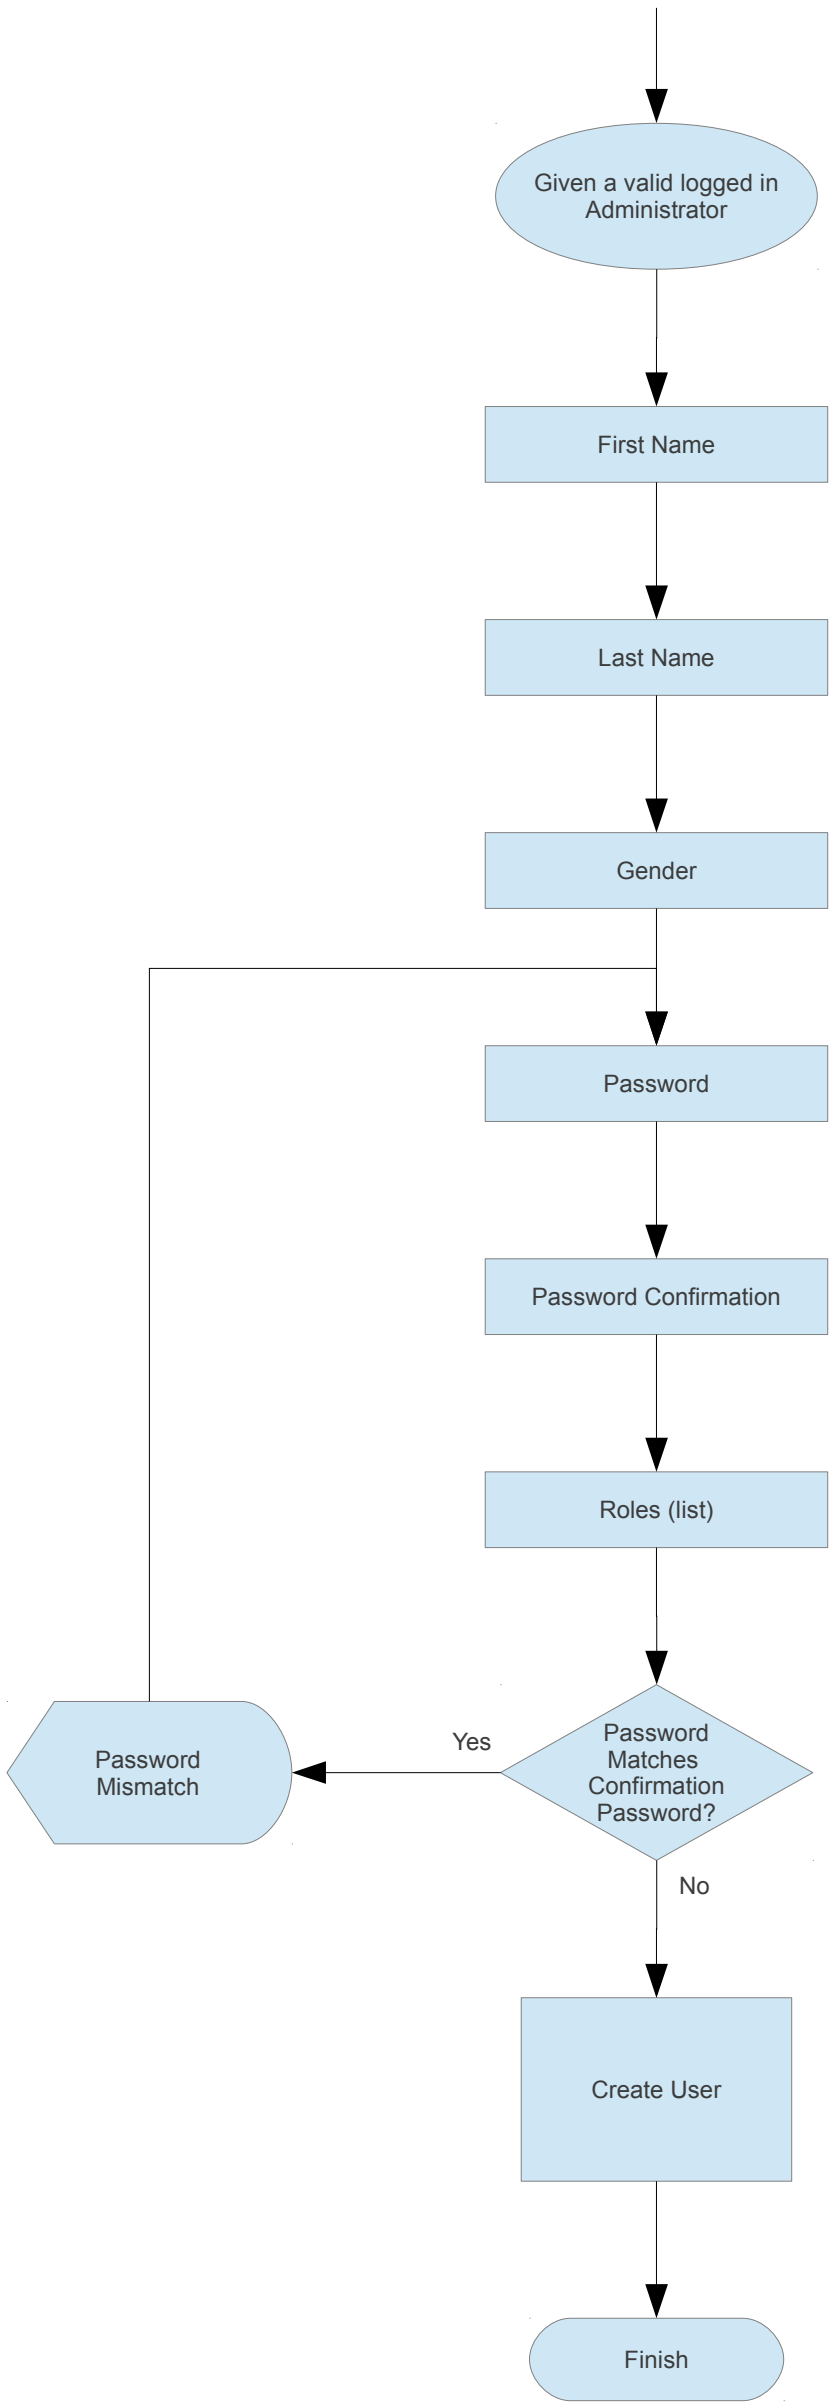 Given a valid logged in
Administrator
First Name
Last Name
Gender
Password
Password Confirmation
Roles (list)
Password
Matches
Confirmation
Password?
Yes
Password
Mismatch
No
Create User
Finish